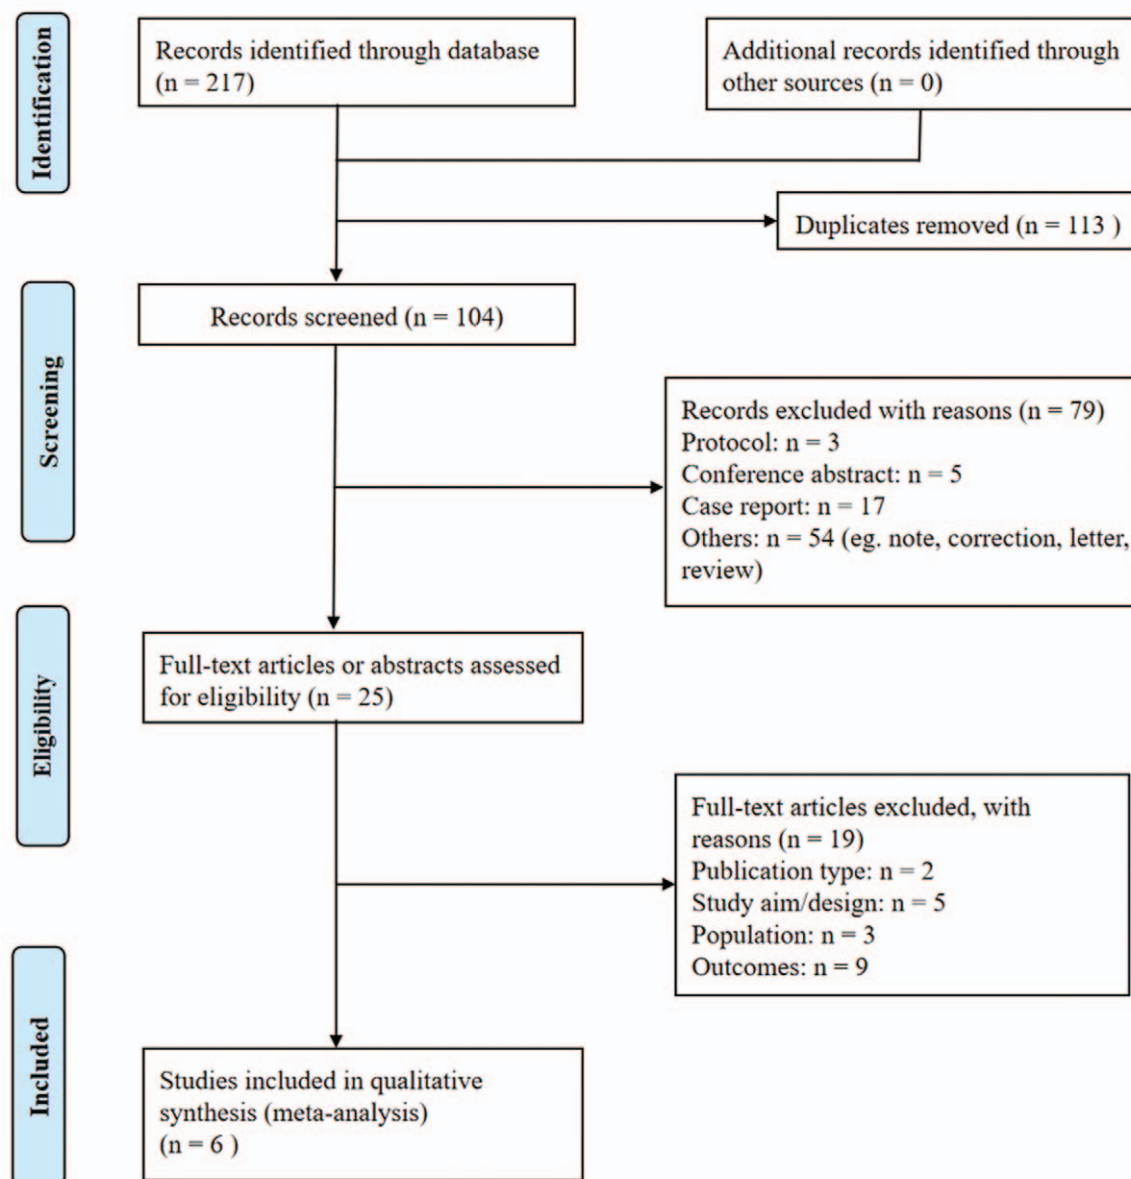 Identification
Records identified through database
(n = 217)
Additional records identified through
other sources (n = 0)
Duplicates removed (n = 113 )
Screening
Records screened (n = 104)
Records excluded with reasons (n = 79)
Protocol: n = 3
Conference abstract: n = 5
Case report: n = 17
Others: n = 54 (eg. note, correction, letter,
review)
Eligibility
Full-text articles or abstracts assessed
for eligibility (n = 25)
Full-text articles excluded, with
reasons (n = 19)
Publication type: n = 2
Study aim/design: n = 5
Population: n = 3
Outcomes: n = 9
Included
Studies included in qualitative
synthesis (meta-analysis)
(n = 6 )